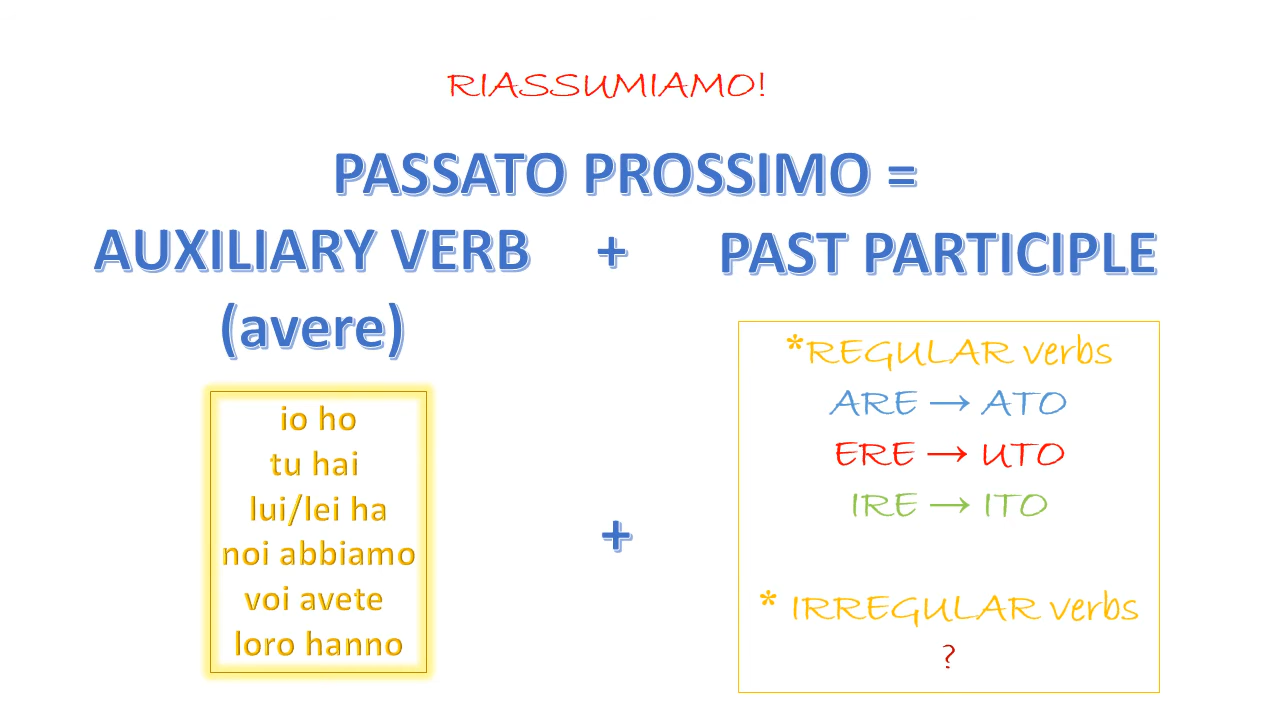 RIASSUMIAMO!
PASSATO PROSSIMO =
AUXILIARY VERB + PAST PARTICIPLE
(avere)
io ho
tu hai
lui/lei ha
noi abbiamo
voi avete
loro hanno
+
*REGULAR verbs
ARE → ATO
ERE → UTO
IRE → ITO
* IRREGULAR verbs
?